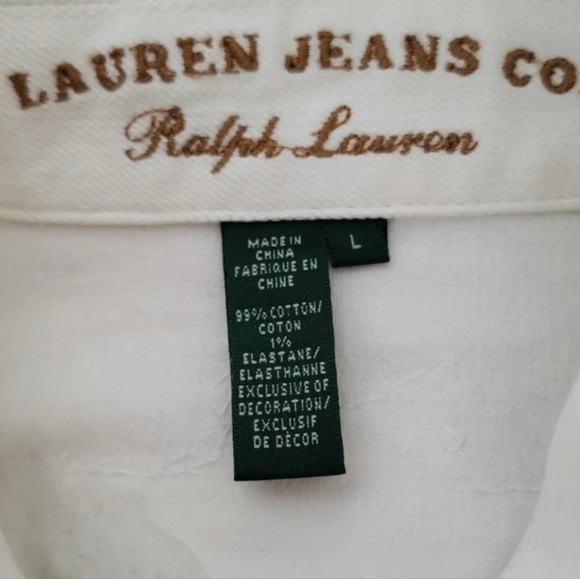 LAUREN JEANS CO
Ralph Lauren
L
MADE IN
CHINA
FABRIQUE EN
CHINE
99% COTTON/
COTON
1%
ELASTANE/
ELASTHANNE
EXCLUSIVE OF
DECORATION/
EXCLUSIF
DE DÉCOR